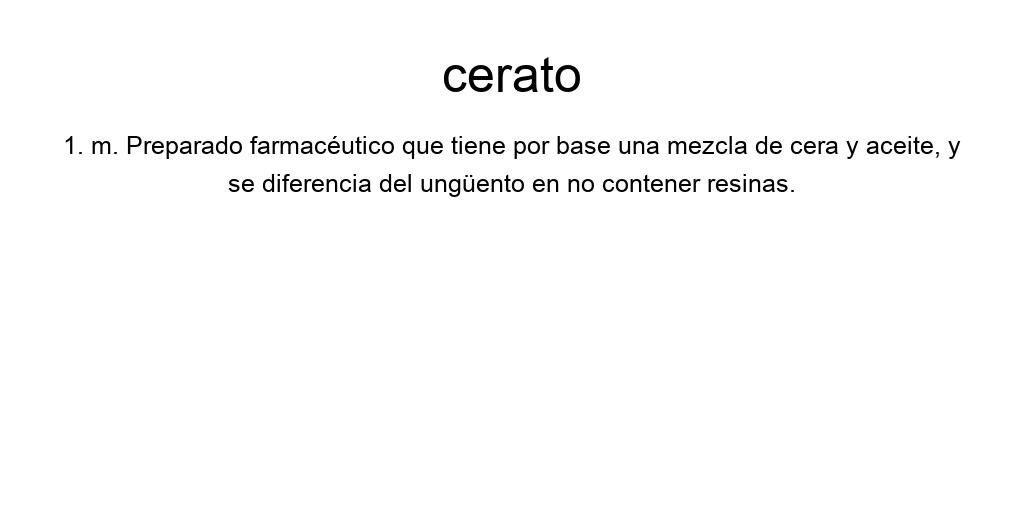 cerato
1. m. Preparado farmacéutico que tiene por base una mezcla de cera y aceite, y
se diferencia del ungüento en no contener resinas.